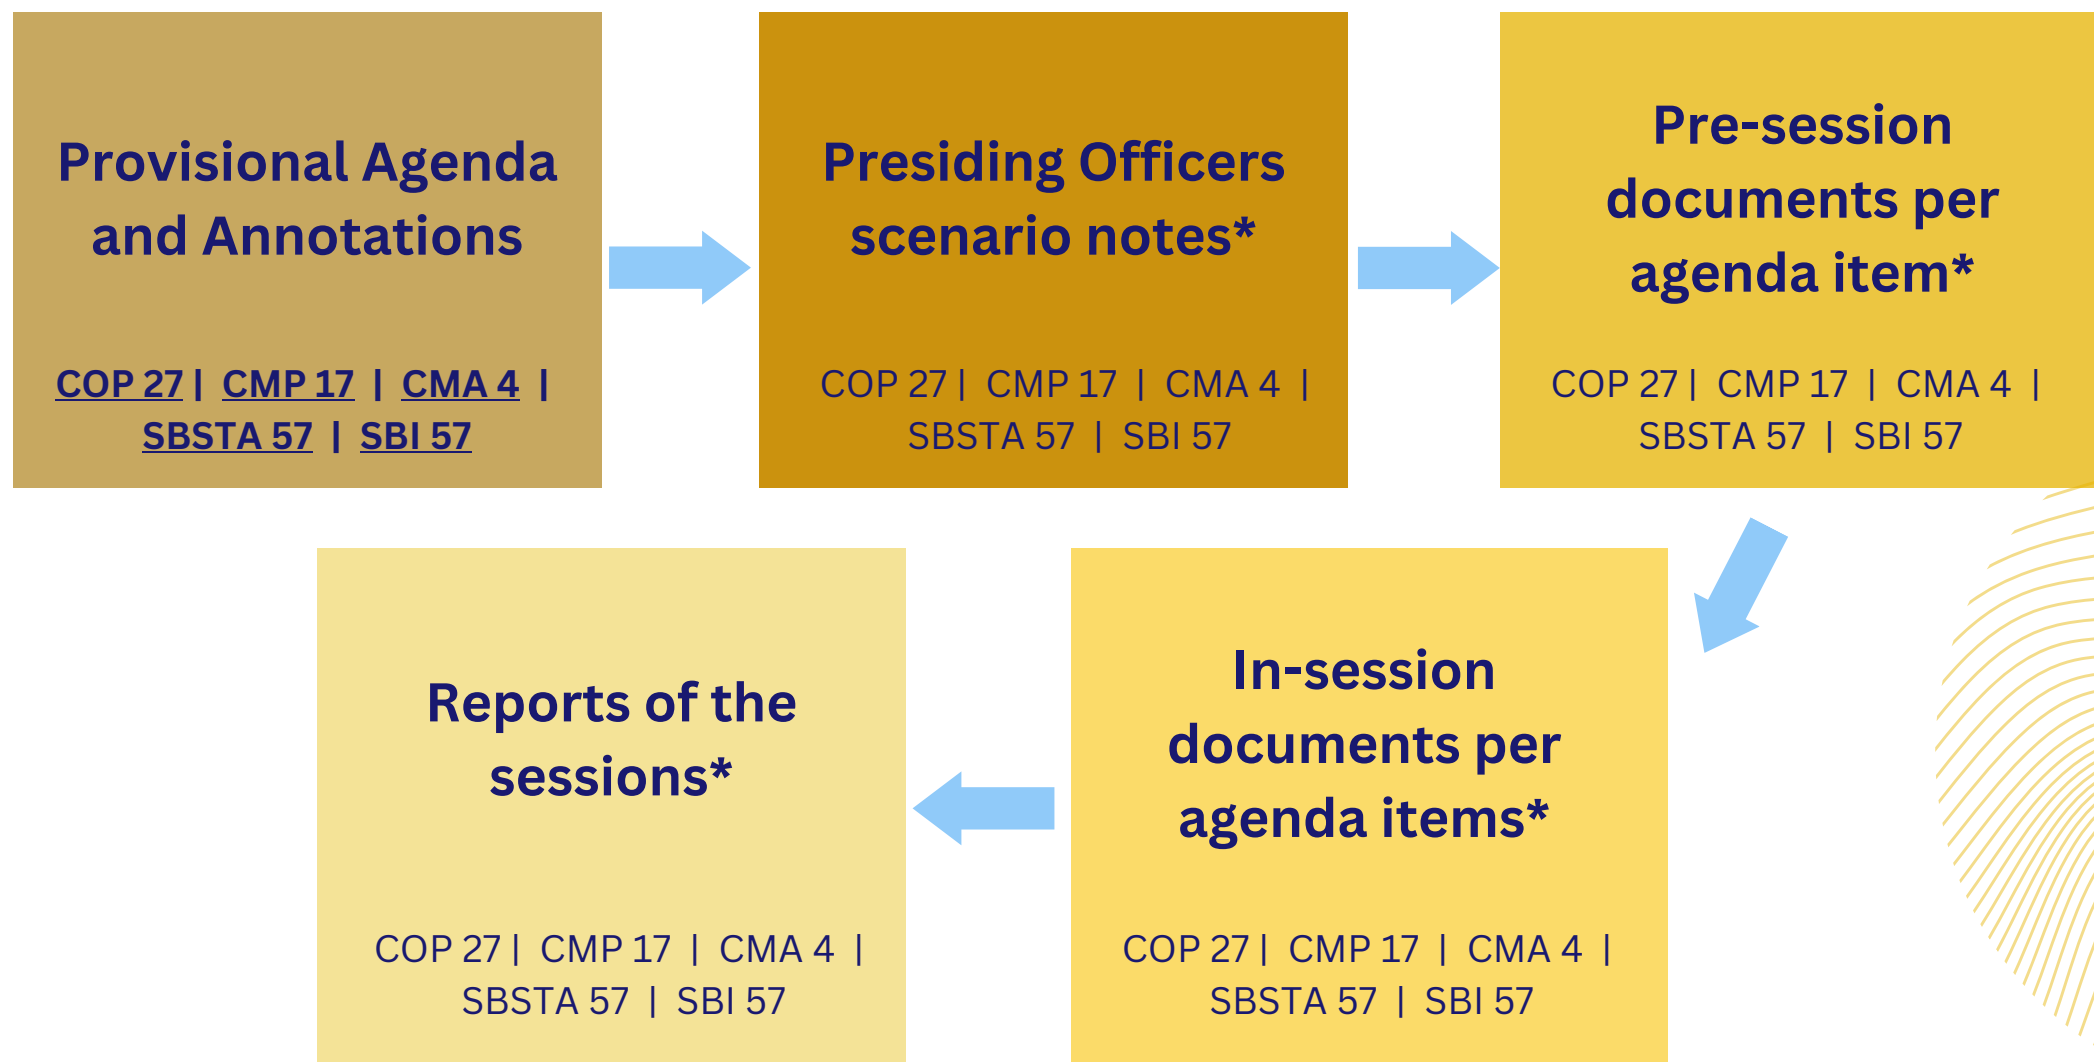 Provisional Agenda
and Annotations
COP 27 | CMP 17 | CMA 4 |
SBSTA 57 | SBI 57
Presiding Officers
scenario notes*
COP 27 | CMP 17 | CMA 4 |
SBSTA 57 | SBI 57
Pre-session
documents per
agenda item*
COP 27 | CMP 17 | CMA 4 |
SBSTA 57 | SBI 57
In-session
documents per
agenda items*
COP 27 | CMP 17 | CMA 4 |
SBSTA 57 | SBI 57
Reports of the
sessions*
COP 27 | CMP 17 | CMA 4 |
SBSTA 57 | SBI 57